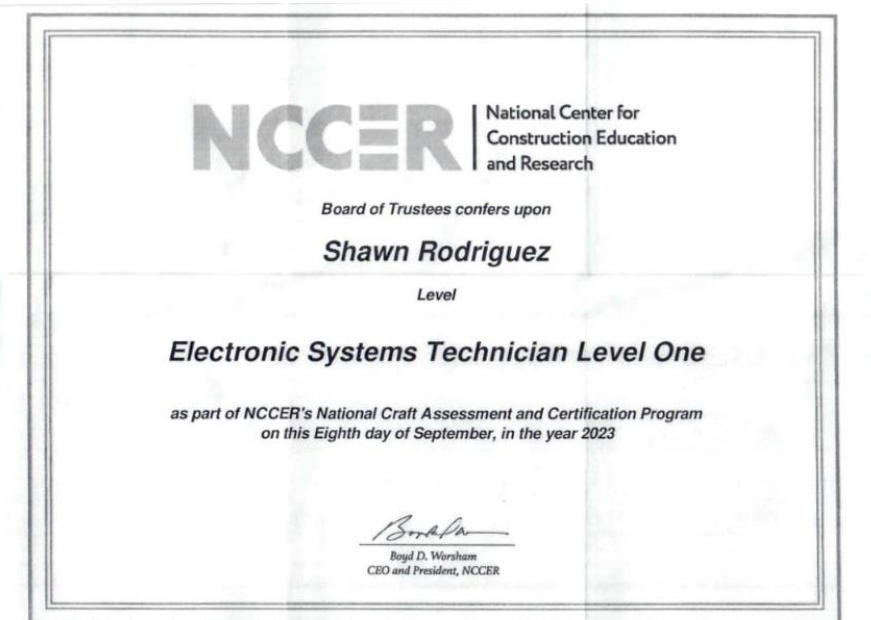 NCCER
National Center for
Construction Education
and Research
Board of Trustees confers upon
Shawn Rodriguez
Level
Electronic Systems Technician Level One
as part of NCCER's National Craft Assessment and Certification Program
on this Eighth day of September, in the year 2023
Boyd D. Worsham
CEO and President, NCCER